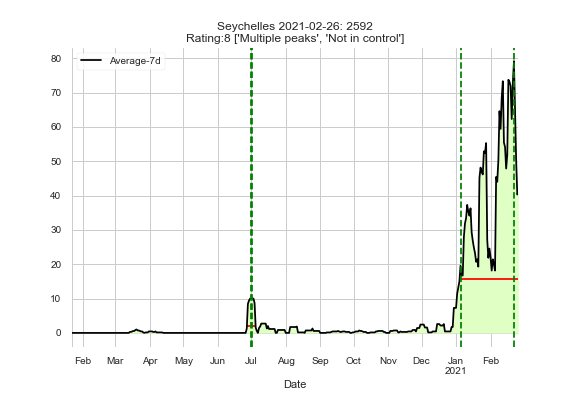 Seychelles 2021-02-26: 2592
Rating:8 ['Multiple peaks', 'Not in control']
Average-7d
80
70
60
50
40
30
20
10
0
Feb Mar Apr May Jun Jul Aug Sep Oct Nov Dec Jan Feb
2021
Date